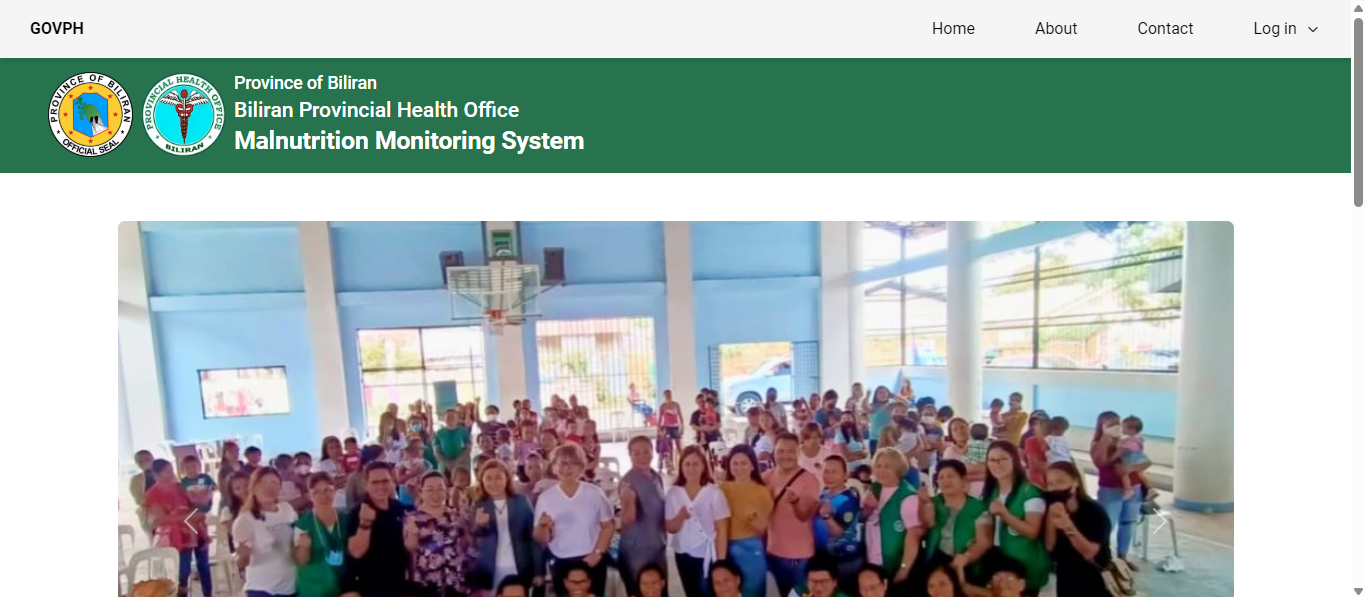 GOVPH
Home
About
Contact
Log in
PROVINCE OF BILIRAN
OFFICIAL SEAL
PROVINCIAL HEALTH OFFICE
BILIRAN
Province of Biliran
Biliran Provincial Health Office
Malnutrition Monitoring System